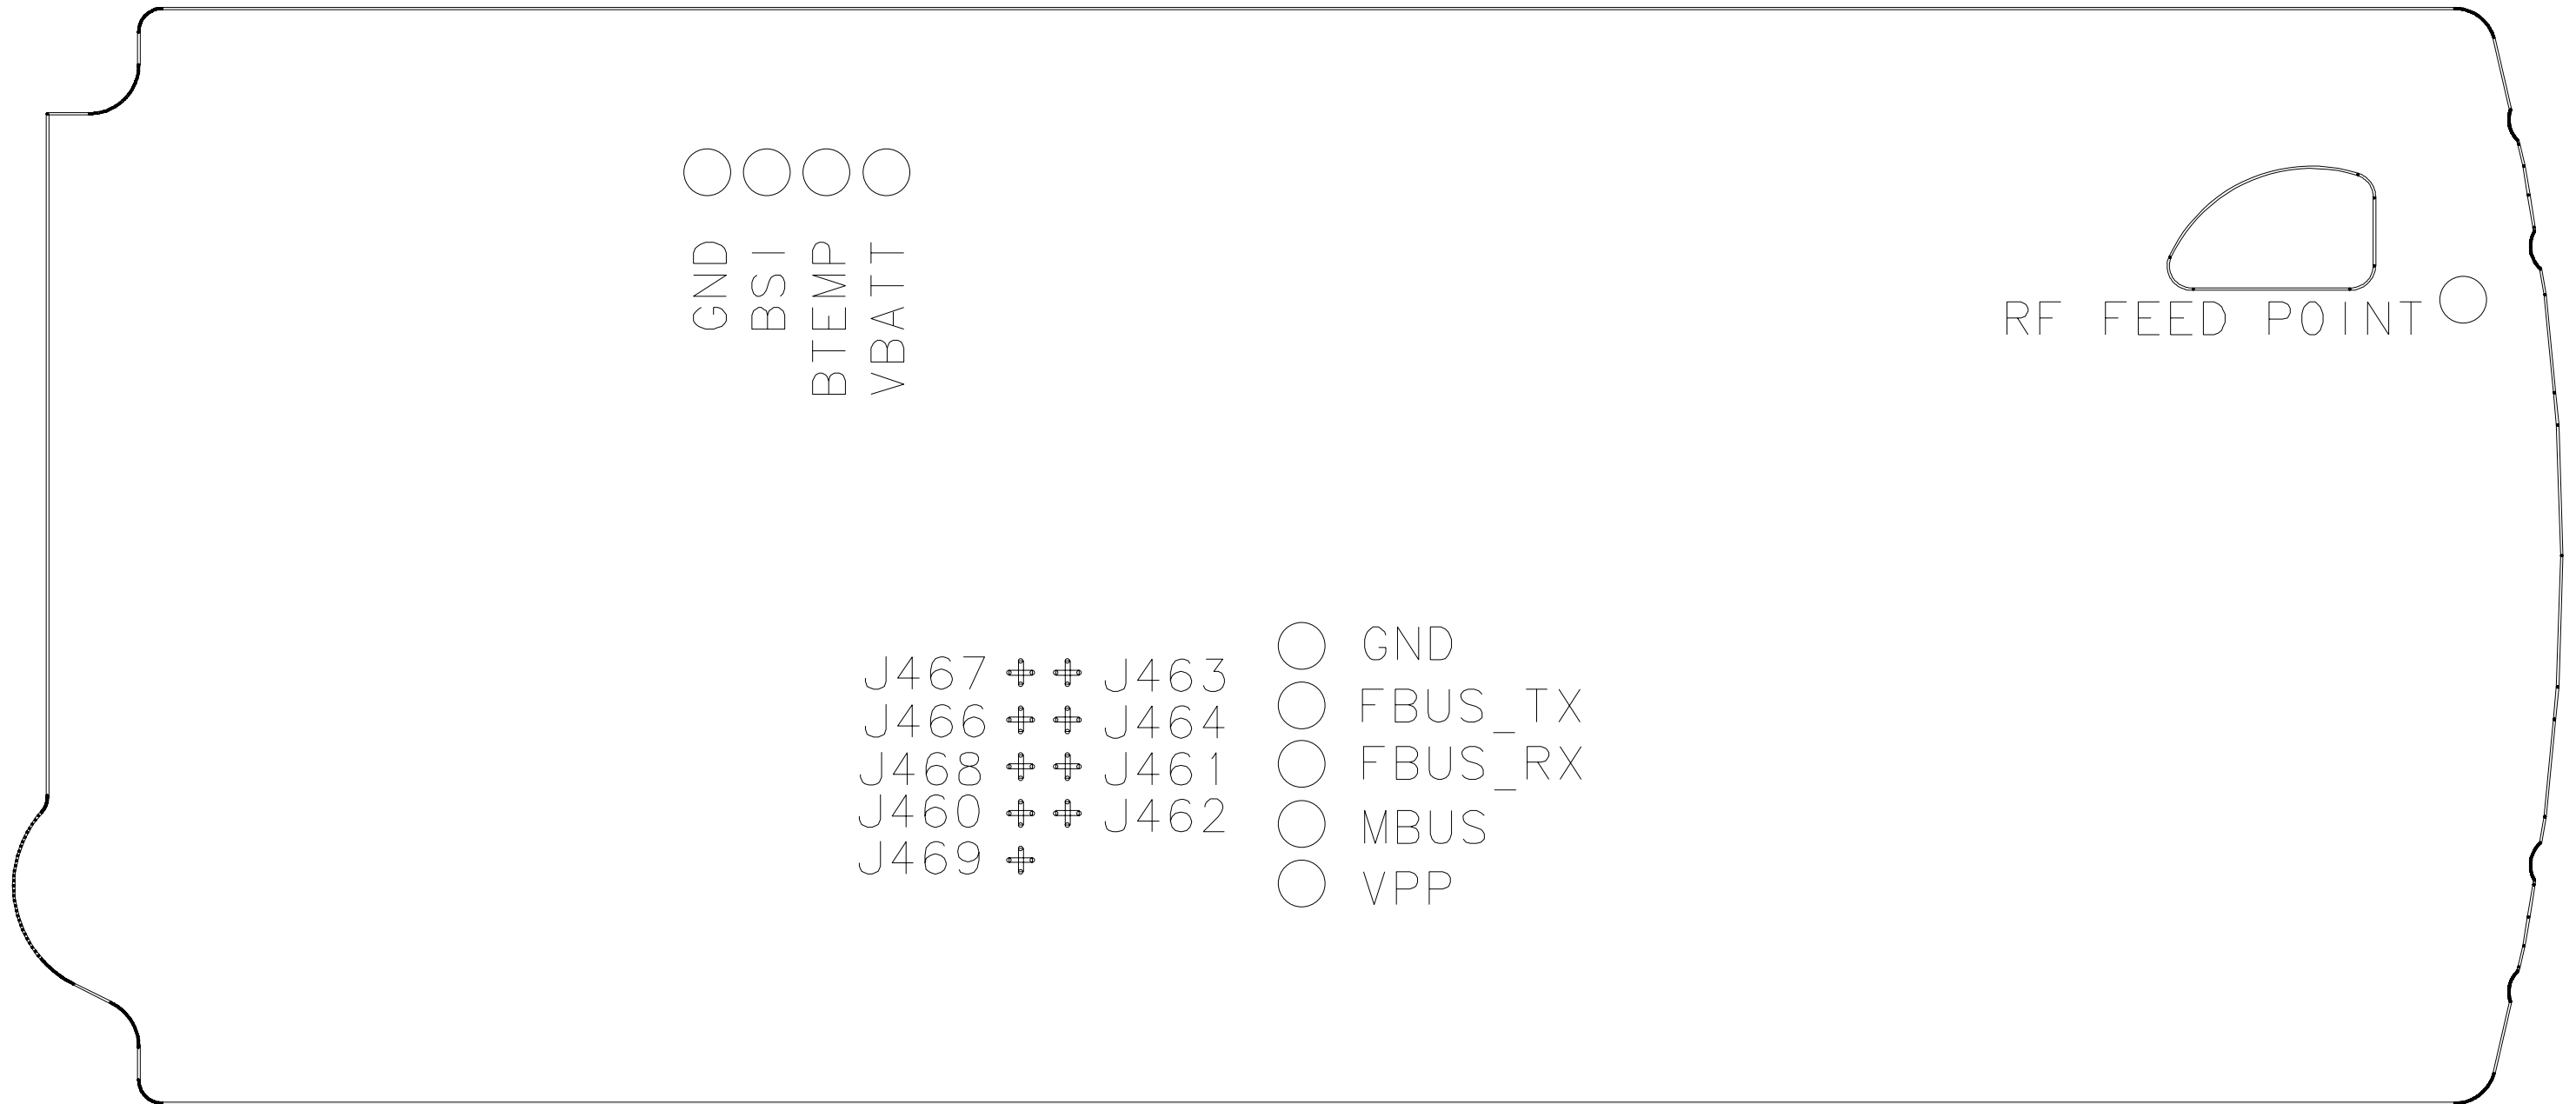 GND
BSI
BTEMP
VBATT
RF FEED POINT
GND
J467 J463
FBUS_TX
J466 J464
FBUS_RX
J468 J461
J460 J462
MBUS
J469
VPP